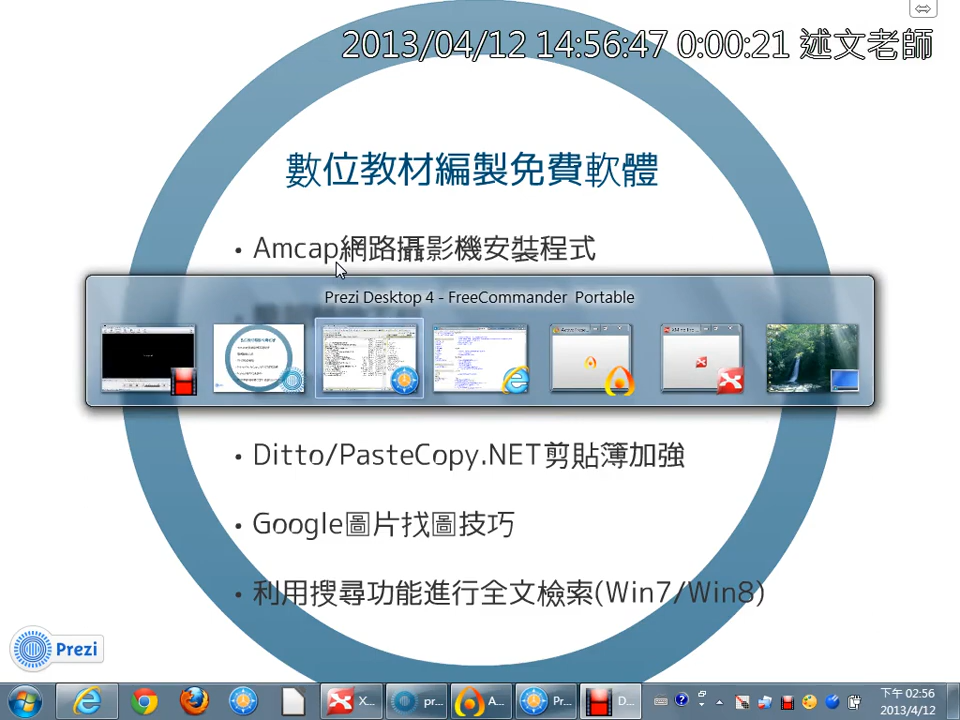 2013/04/12 14:56:47 0:00:21 述文老師
數位教材編製免費軟體
• Amcap網路攝影機安裝程式
Prezi Desktop 4 - FreeCommander Portable
• Ditto/PasteCopy.NET剪貼簿加強
• Google圖片找圖技巧
• 利用搜尋功能進行全文檢索(Win7/Win8)
Prezi
X...
pr...
A...
Pr...
D...
下午 02:56
2013/4/12